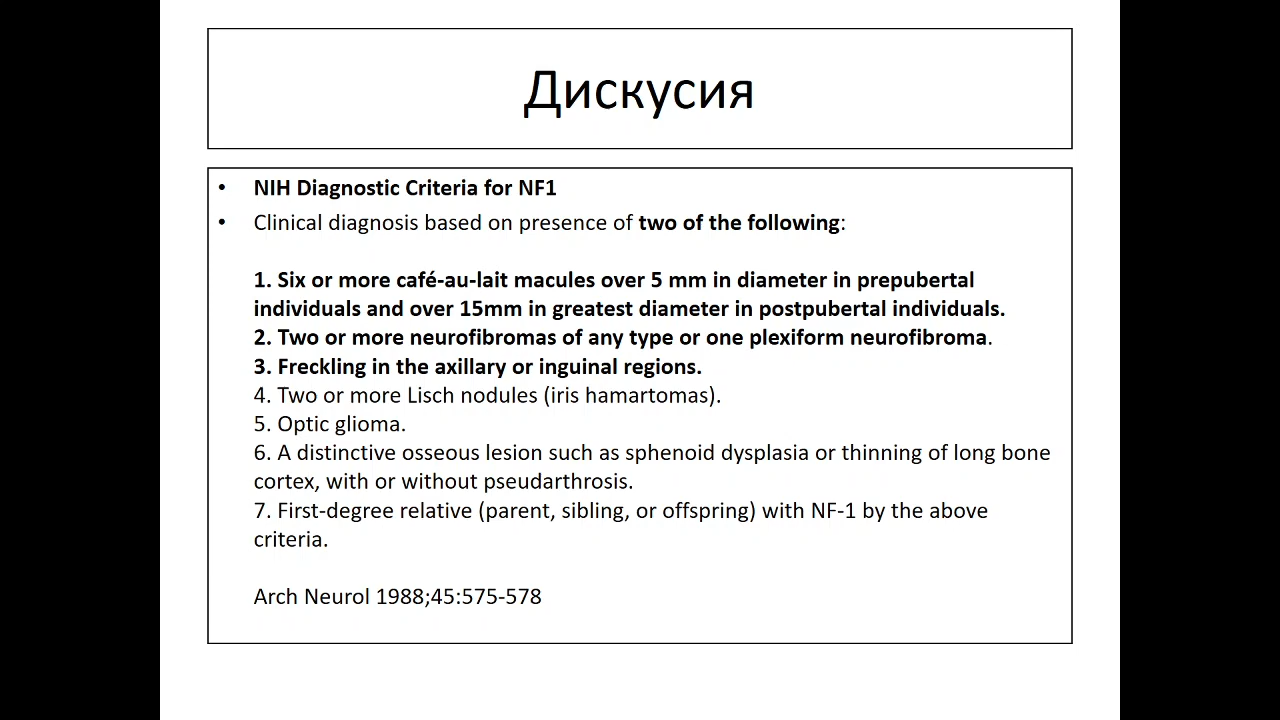 Дискусия
• NIH Diagnostic Criteria for NF1
• Clinical diagnosis based on presence of two of the following:
1. Six or more café-au-lait macules over 5 mm in diameter in prepubertal
individuals and over 15mm in greatest diameter in postpubertal individuals.
2. Two or more neurofibromas of any type or one plexiform neurofibroma.
3. Freckling in the axillary or inguinal regions.
4. Two or more Lisch nodules (iris hamartomas).
5. Optic glioma.
6. A distinctive osseous lesion such as sphenoid dysplasia or thinning of long bone
cortex, with or without pseudarthrosis.
7. First-degree relative (parent, sibling, or offspring) with NF-1 by the above
criteria.
Arch Neurol 1988;45:575-578